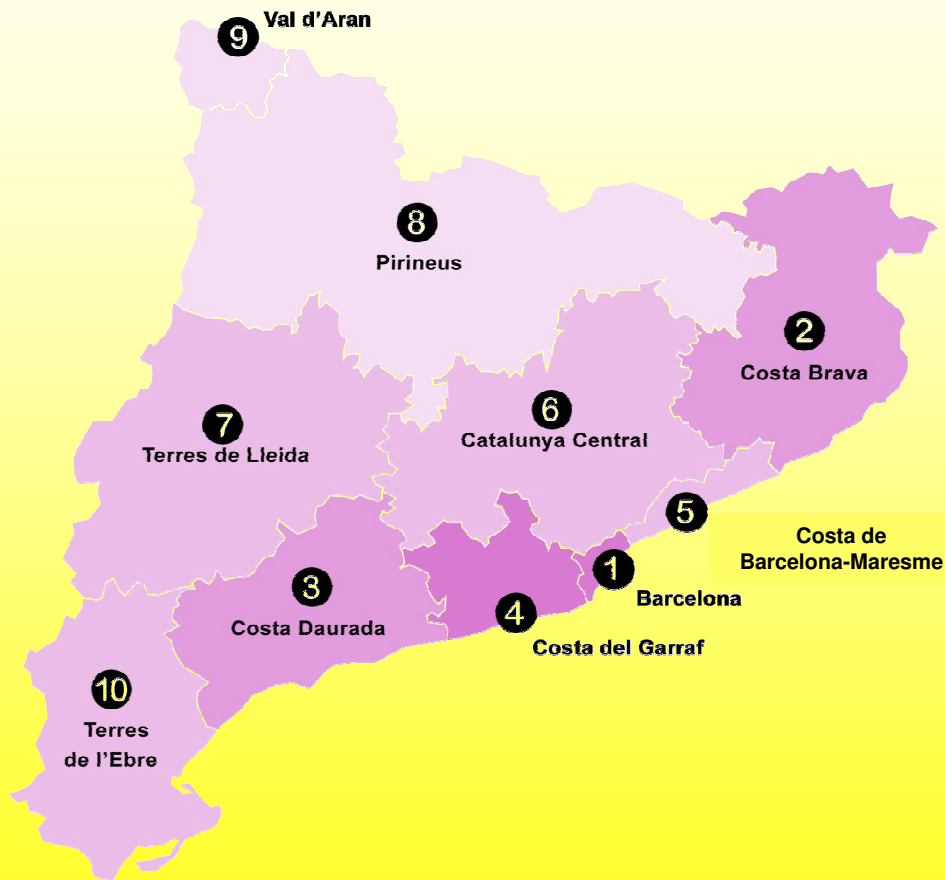 9 Val d'Aran
8
Pirineus
2
Costa Brava
6
Catalunya Central
7
Terres de Lleida
5
Costa de
Barcelona-Maresme
1
Barcelona
3
Costa Daurada
4
Costa del Garraf
10
Terres
de l'Ebre